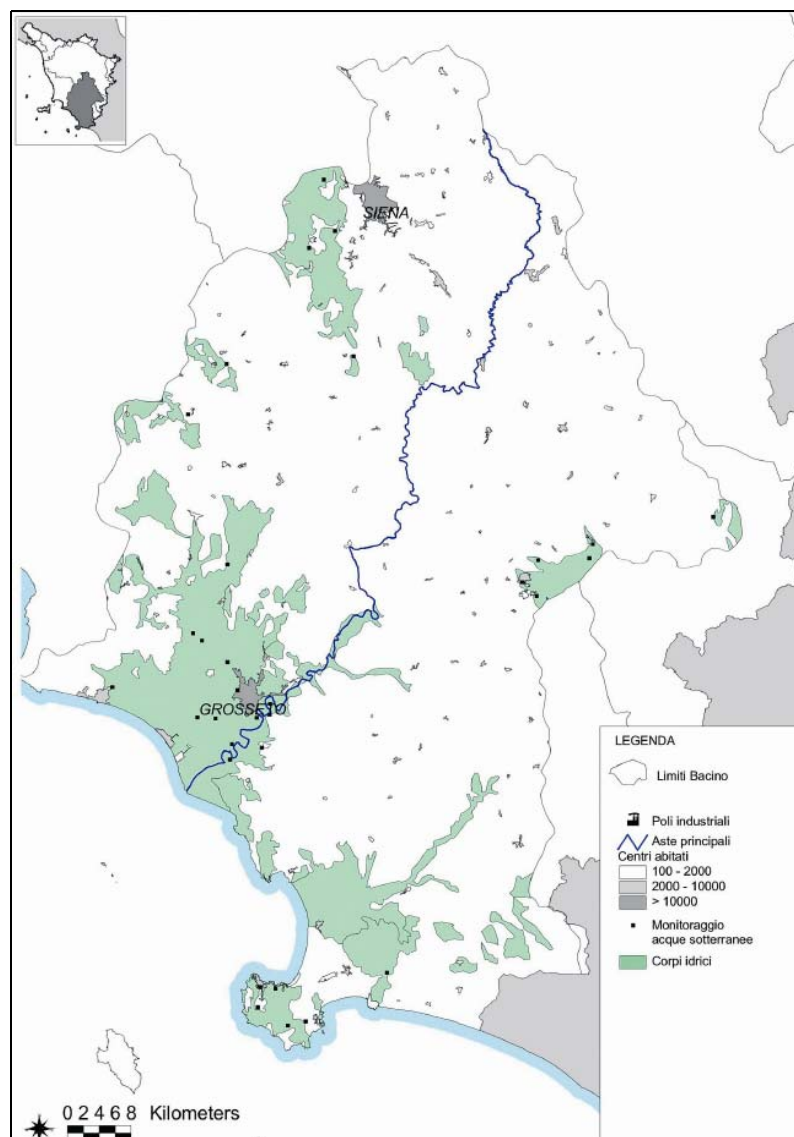 SIENA
GROSSETO
LEGENDA
Limiti Bacino
Poli industriali
Aste principali
Centri abitati
100 - 2000
2000 - 10000
> 10000
Monitoraggio
acque sotterranee
Corpi idrici
0 2 4 6 8 Kilometers